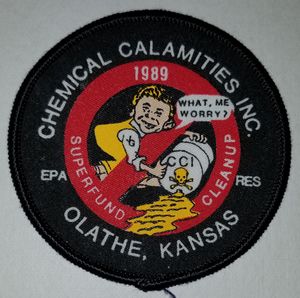 CHEMICAL CALAMITIES INC.
1989
WHAT, ME
WORRY?
CCI
EPA
RES
SUPERFUND CLEANUP
OLATHE, KANSAS